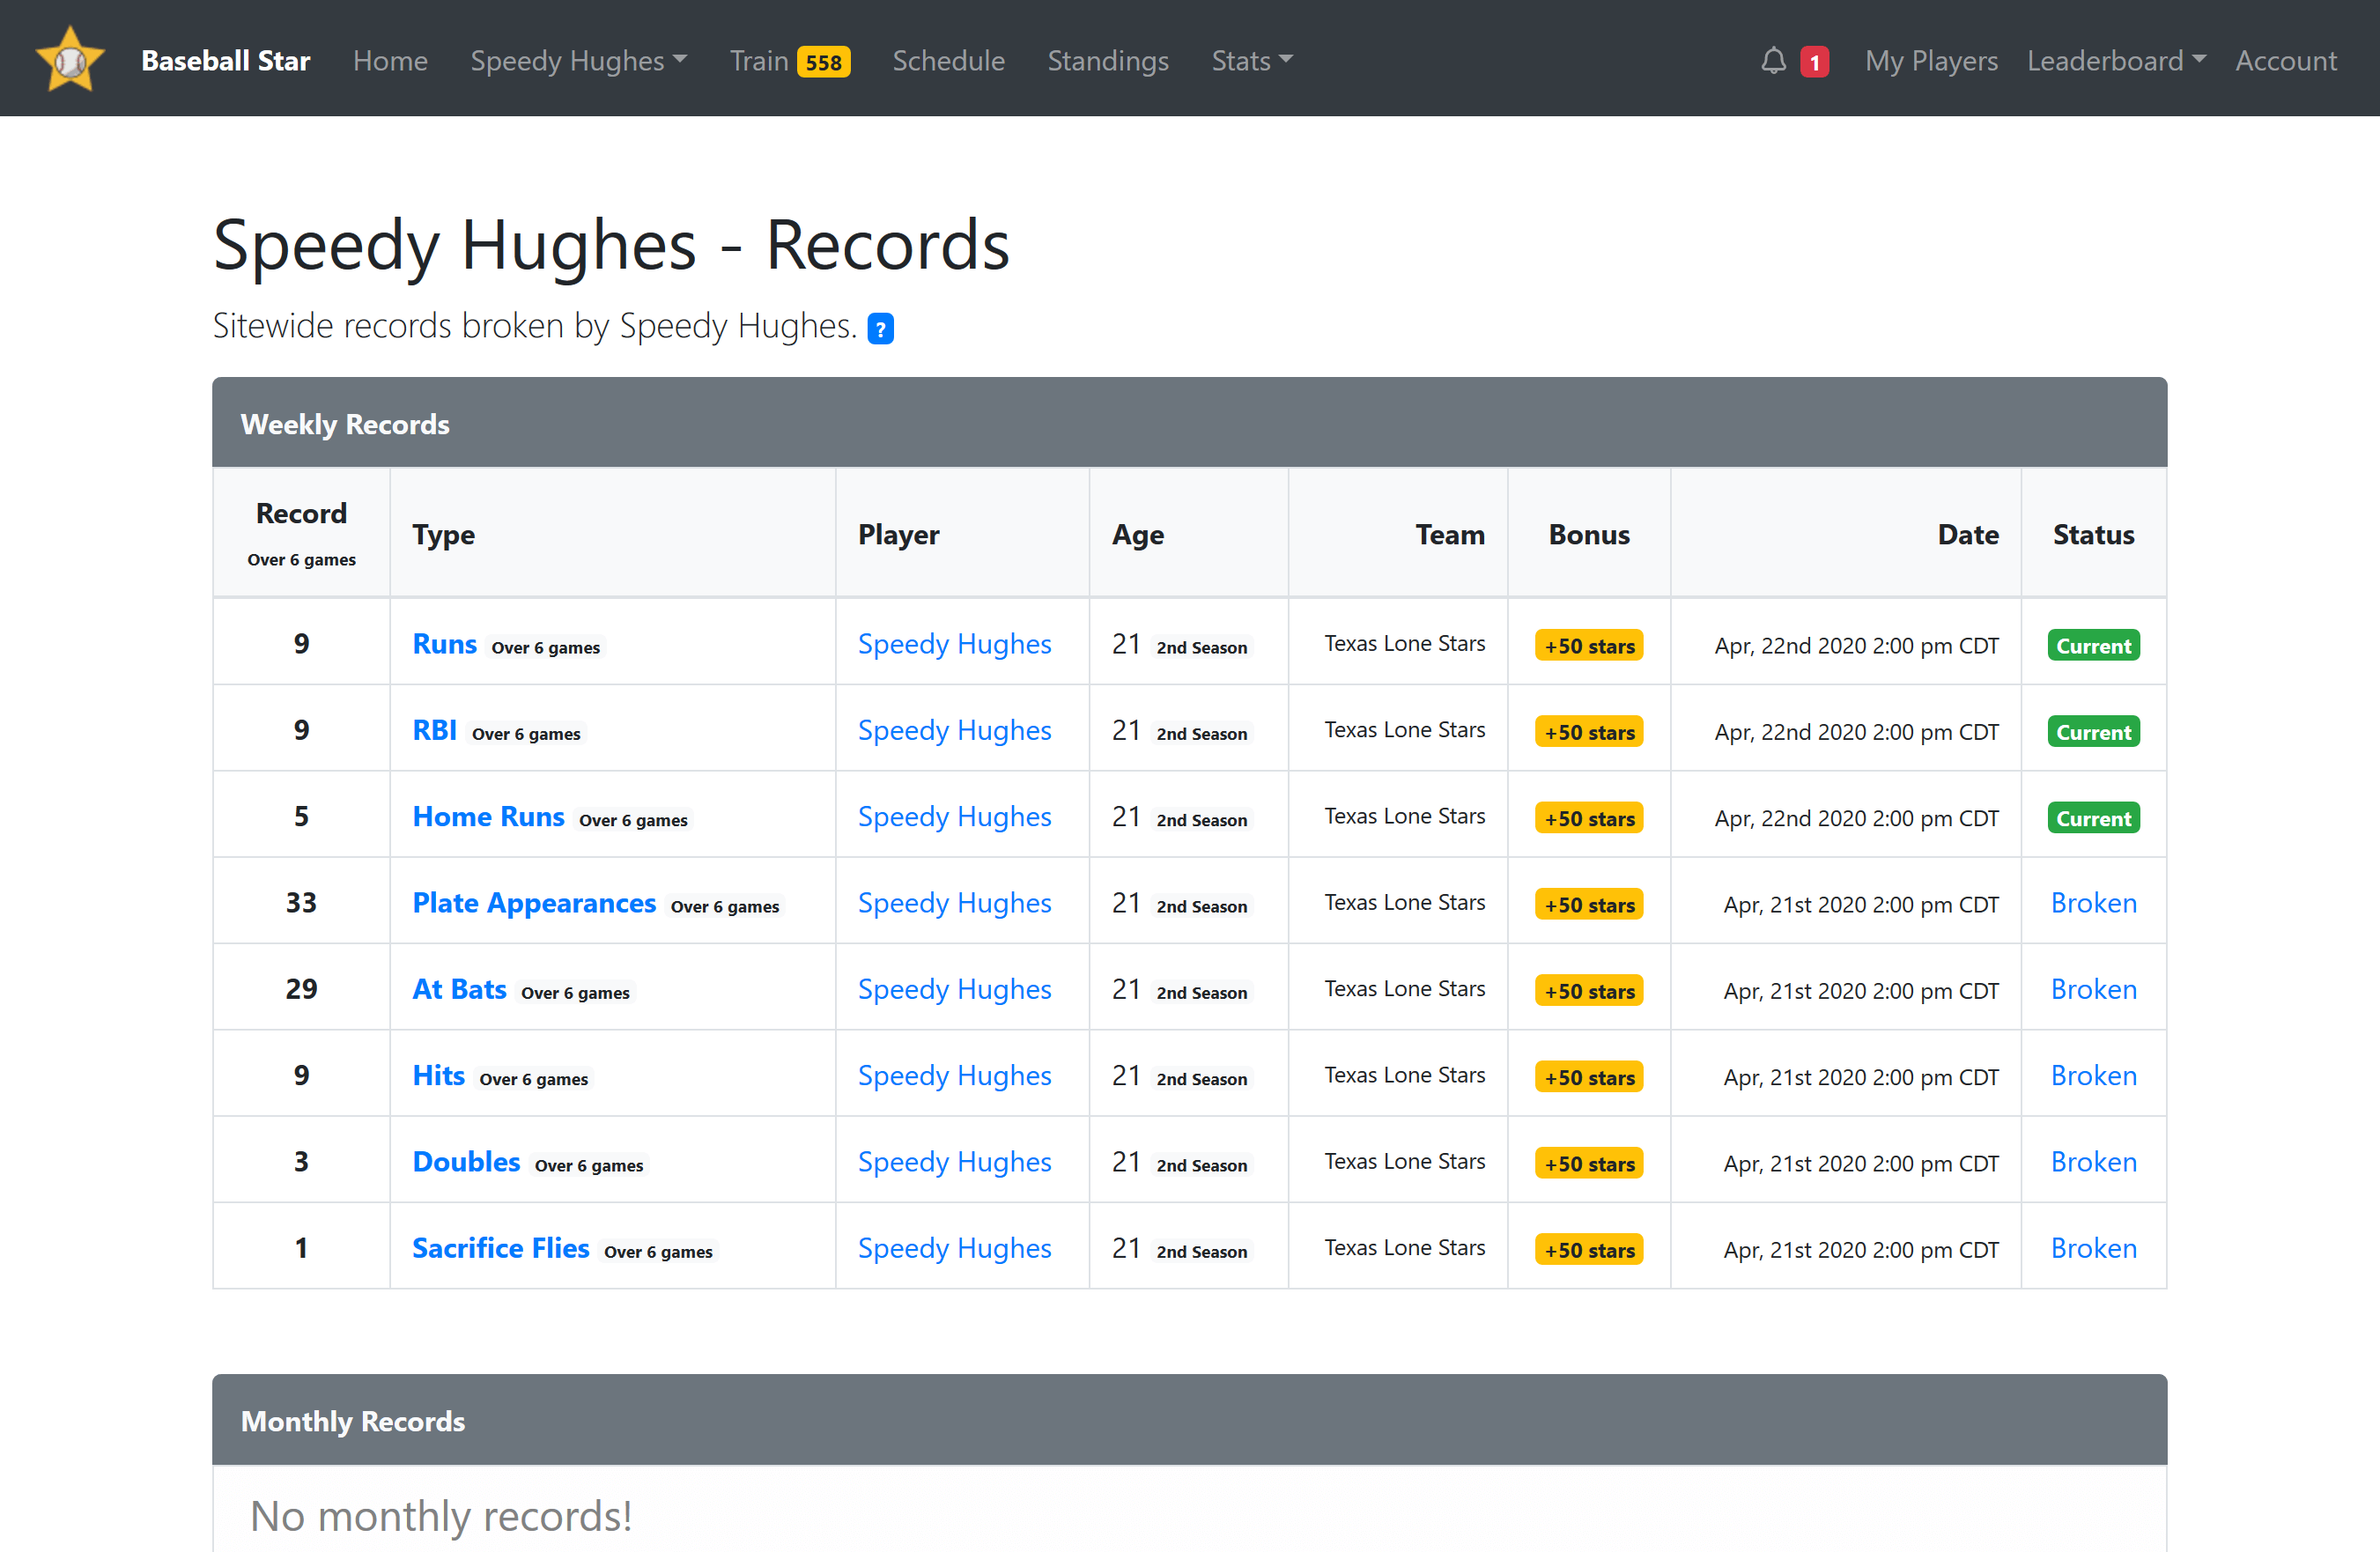 Baseball Star Home Speedy Hughes Train 558 Schedule Standings Stats 1 My Players Leaderboard Account
Speedy Hughes - Records
Sitewide records broken by Speedy Hughes. ?
Weekly Records
Record Over 6 games Type Player Age Team Bonus Date Status
9 Runs Over 6 games Speedy Hughes 21 2nd Season Texas Lone Stars +50 stars Apr, 22nd 2020 2:00 pm CDT Current
9 RBI Over 6 games Speedy Hughes 21 2nd Season Texas Lone Stars +50 stars Apr, 22nd 2020 2:00 pm CDT Current
5 Home Runs Over 6 games Speedy Hughes 21 2nd Season Texas Lone Stars +50 stars Apr, 22nd 2020 2:00 pm CDT Current
33 Plate Appearances Over 6 games Speedy Hughes 21 2nd Season Texas Lone Stars +50 stars Apr, 21st 2020 2:00 pm CDT Broken
29 At Bats Over 6 games Speedy Hughes 21 2nd Season Texas Lone Stars +50 stars Apr, 21st 2020 2:00 pm CDT Broken
9 Hits Over 6 games Speedy Hughes 21 2nd Season Texas Lone Stars +50 stars Apr, 21st 2020 2:00 pm CDT Broken
3 Doubles Over 6 games Speedy Hughes 21 2nd Season Texas Lone Stars +50 stars Apr, 21st 2020 2:00 pm CDT Broken
1 Sacrifice Flies Over 6 games Speedy Hughes 21 2nd Season Texas Lone Stars +50 stars Apr, 21st 2020 2:00 pm CDT Broken
Monthly Records
No monthly records!